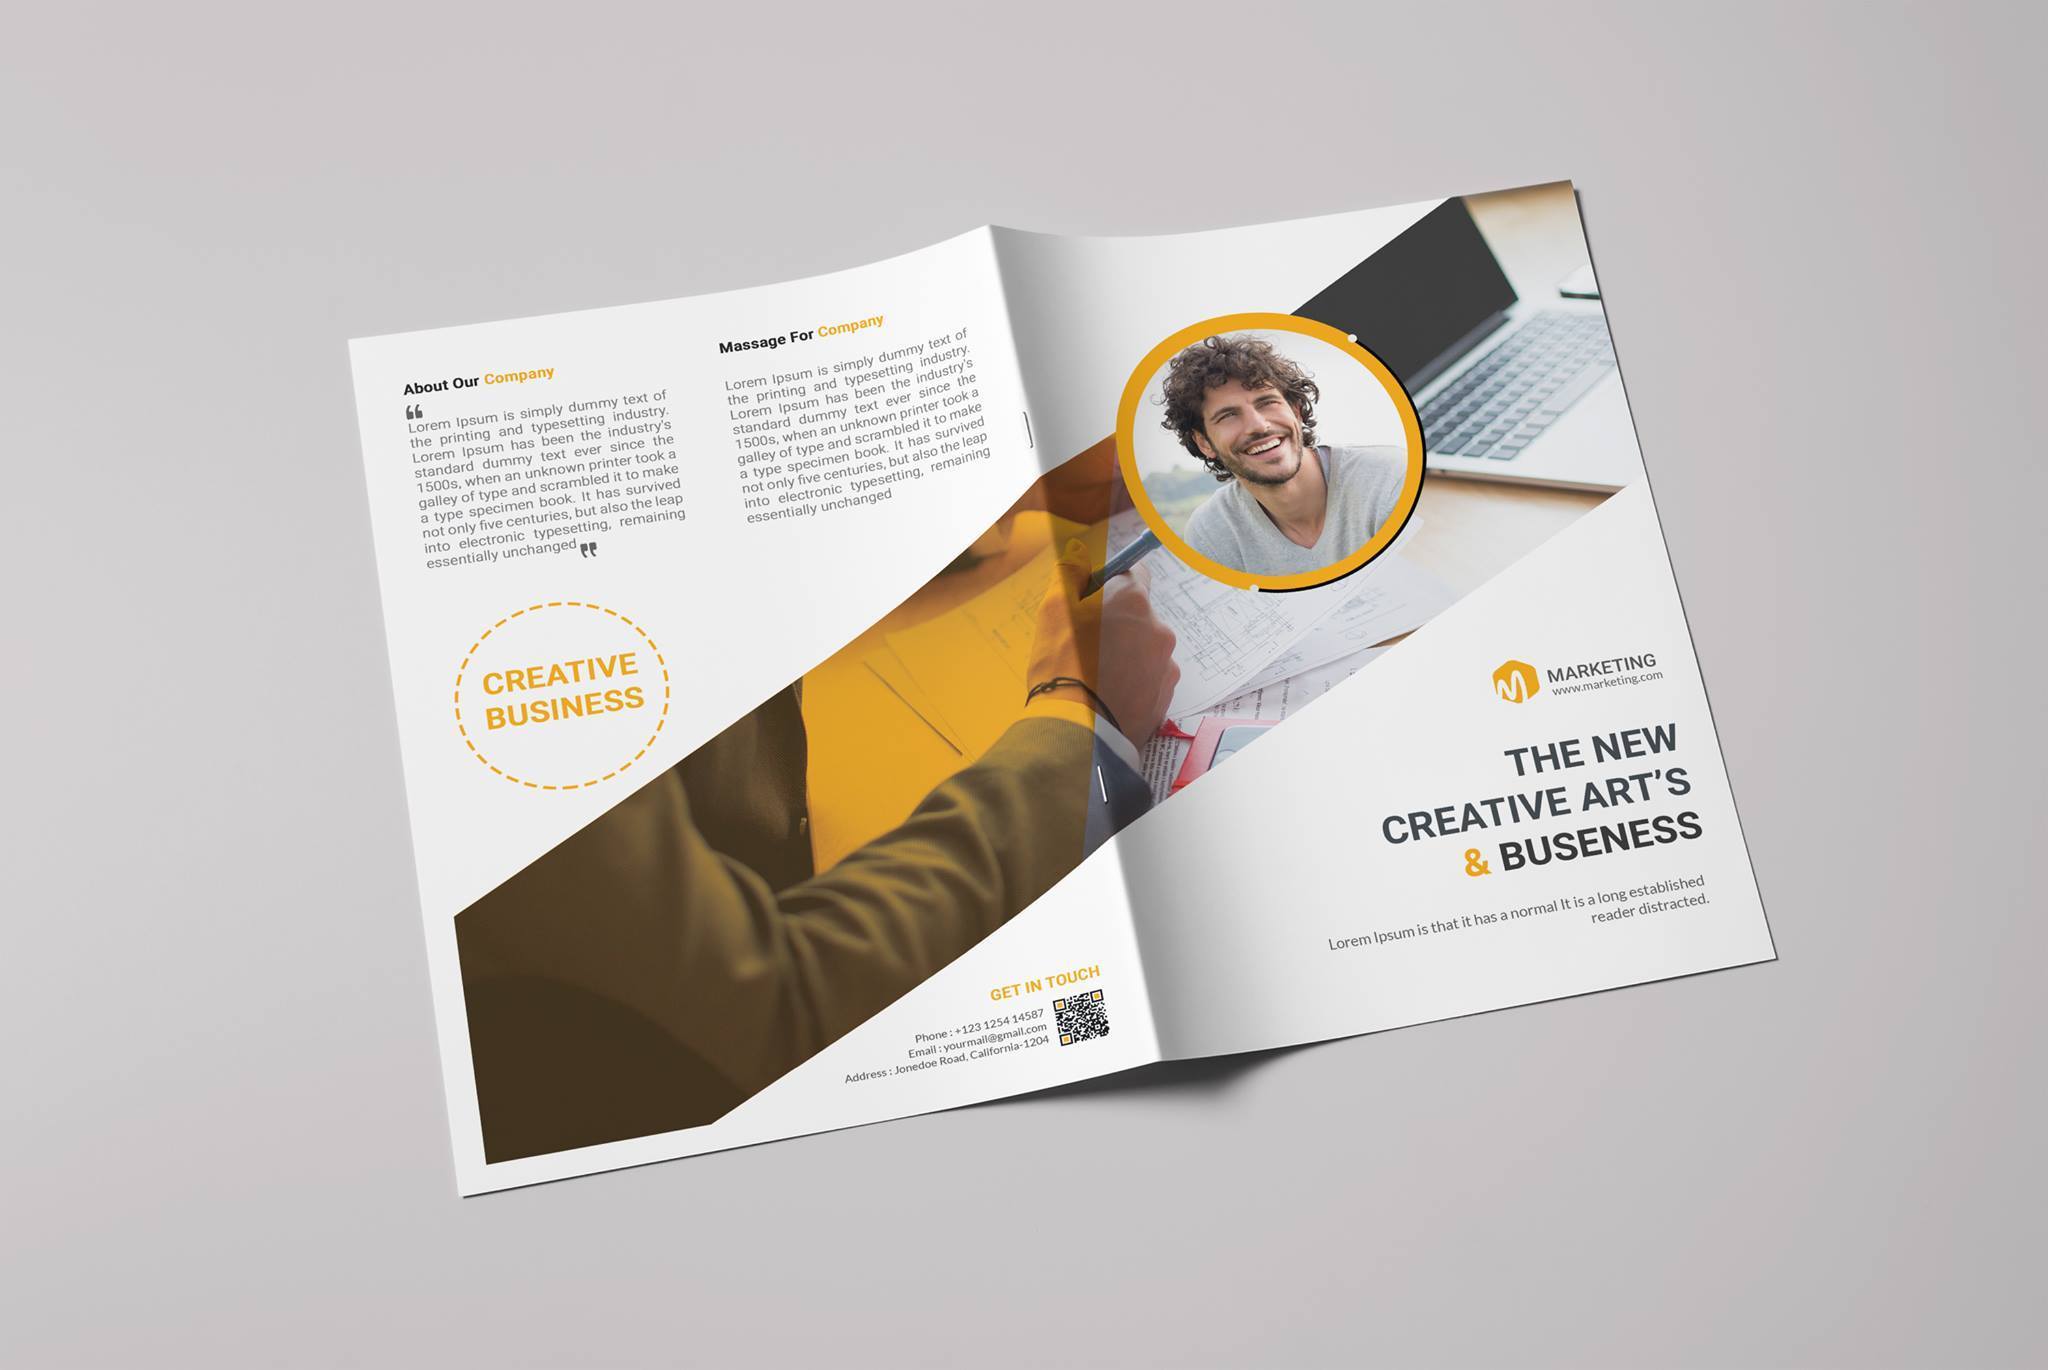 About Our Company
“
Lorem Ipsum is simply dummy text of
the printing and typesetting industry.
Lorem Ipsum has been the industry's
standard dummy text ever since the
1500s, when an unknown printer took a
galley of type and scrambled it to make
a type specimen book. It has survived
not only five centuries, but also the leap
into electronic typesetting, remaining
essentially unchanged ”
Massage For Company
Lorem Ipsum is simply dummy text of
the printing and typesetting industry.
Lorem Ipsum has been the industry's
standard dummy text ever since the
1500s, when an unknown printer took a
galley of type and scrambled it to make
a type specimen book. It has survived
not only five centuries, but also the leap
into electronic typesetting, remaining
essentially unchanged
CREATIVE
BUSINESS
GET IN TOUCH
Phone : +123 1254 14587
Email : yourmail@gmail.com
Address : Jonedoe Road, California-1204
MARKETING
www.marketing.com
THE NEW
CREATIVE ART'S
& BUSENESS
Lorem Ipsum is that it has a normal It is a long established
reader distracted.